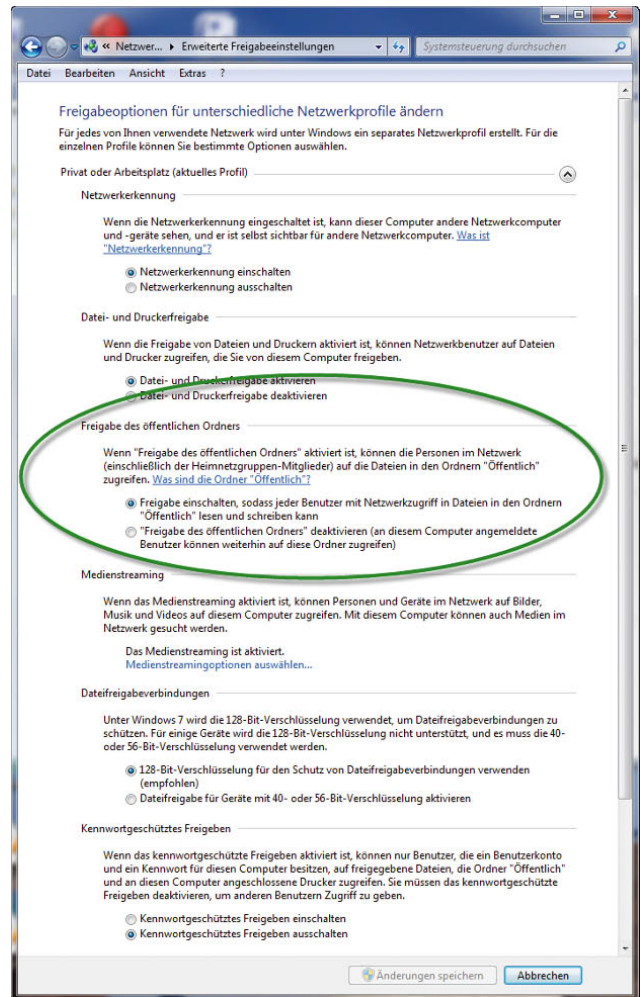 « Netzwer... ▸ Erweiterte Freigabeeinstellungen
Systemsteuerung durchsuchen
Datei Bearbeiten Ansicht Extras ?
Freigabeoptionen für unterschiedliche Netzwerkprofile ändern
Für jedes von Ihnen verwendete Netzwerk wird unter Windows ein separates Netzwerkprofil erstellt. Für die
einzelnen Profile können Sie bestimmte Optionen auswählen.
Privat oder Arbeitsplatz (aktuelles Profil)
Netzwerkerkennung
Wenn die Netzwerkerkennung eingeschaltet ist, kann dieser Computer andere Netzwerkcomputer
und -geräte sehen, und er ist selbst sichtbar für andere Netzwerkcomputer. Was ist
"Netzwerkerkennung"?
Netzwerkerkennung einschalten
Netzwerkerkennung ausschalten
Datei- und Druckerfreigabe
Wenn die Freigabe von Dateien und Druckern aktiviert ist, können Netzwerkbenutzer auf Dateien
und Drucker zugreifen, die Sie von diesem Computer freigeben.
Datei- und Druckerfreigabe aktivieren
Datei- und Druckerfreigabe deaktivieren
Freigabe des öffentlichen Ordners
Wenn "Freigabe des öffentlichen Ordners" aktiviert ist, können die Personen im Netzwerk
(einschließlich der Heimnetzgruppen-Mitglieder) auf die Dateien in den Ordnern "Öffentlich"
zugreifen. Was sind die Ordner "Öffentlich"?
Freigabe einschalten, sodass jeder Benutzer mit Netzwerkzugriff in Dateien in den Ordnern
"Öffentlich" lesen und schreiben kann
"Freigabe des öffentlichen Ordners" deaktivieren (an diesem Computer angemeldete
Benutzer können weiterhin auf diese Ordner zugreifen)
Medienstreaming
Wenn das Medienstreaming aktiviert ist, können Personen und Geräte im Netzwerk auf Bilder,
Musik und Videos auf diesem Computer zugreifen. Mit diesem Computer können auch Medien im
Netzwerk gesucht werden.
Das Medienstreaming ist aktiviert.
Medienstreamingoptionen auswählen...
Dateifreigabeverbindungen
Unter Windows 7 wird die 128-Bit-Verschlüsselung verwendet, um Dateifreigabeverbindungen zu
schützen. Für einige Geräte wird die 128-Bit-Verschlüsselung nicht unterstützt, und es muss die 40-
oder 56-Bit-Verschlüsselung verwendet werden.
128-Bit-Verschlüsselung für den Schutz von Dateifreigabeverbindungen verwenden
(empfohlen)
Dateifreigabe für Geräte mit 40- oder 56-Bit-Verschlüsselung aktivieren
Kennwortgeschütztes Freigeben
Wenn das kennwortgeschützte Freigeben aktiviert ist, können nur Benutzer, die ein Benutzerkonto
und ein Kennwort für diesen Computer besitzen, auf freigegebene Dateien, die Ordner "Öffentlich"
und an diesen Computer angeschlossene Drucker zugreifen. Sie müssen das kennwortgeschützte
Freigeben deaktivieren, um anderen Benutzern Zugriff zu geben.
Kennwortgeschütztes Freigeben einschalten
Kennwortgeschütztes Freigeben ausschalten
Änderungen speichern Abbrechen